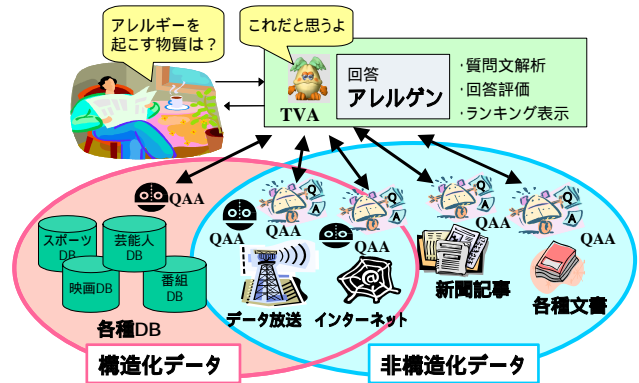 アレルギーを
起こす物質は？
これだと思うよ
TVA
回答
アレルゲン
・質問文解析
・回答評価
・ランキング表示
QAA
QAA
Q
A
QAA
Q
A
QAA
Q
A
QAA
Q
A
QAA
スポーツ
DB
芸能人
DB
映画DB
番組
DB
各種DB
データ放送
インターネット
新聞記事
各種文書
構造化データ
非構造化データ